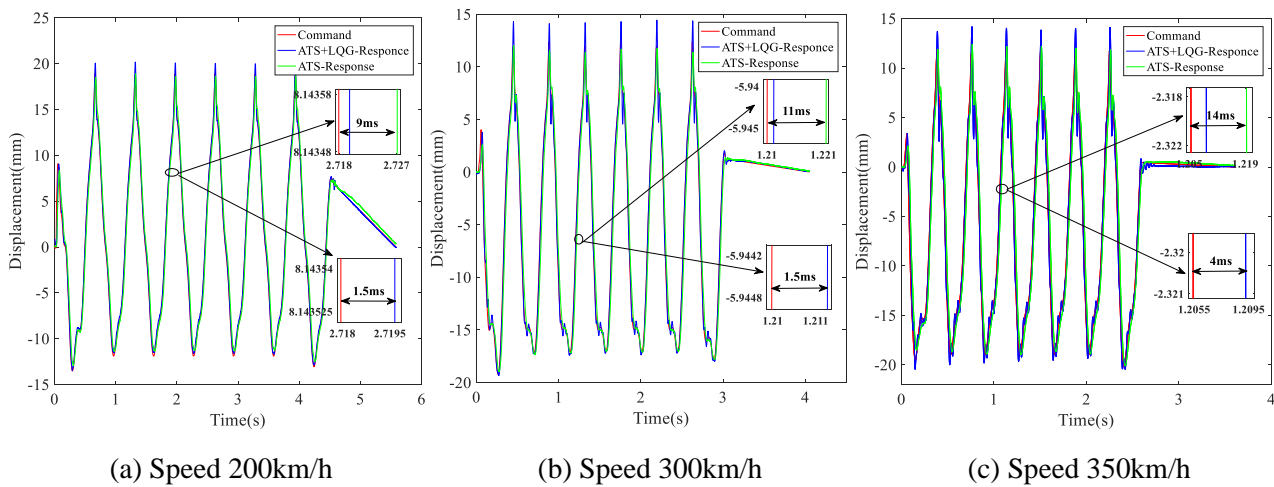 Command
ATS+LQG-Responce
ATS-Response
8.14358
9ms
8.14348
2.718 2.727
8.14354
1.5ms
8.143525
2.718 2.7195
Displacement(mm)
25
20
15
10
5
0
-5
-10
-15
0 1 2 3 4 5 6
Time(s)
(a) Speed 200km/h
Command
ATS+LQG-Responce
ATS-Response
-5.94
11ms
-5.945
1.21 1.221
-5.9442
1.5ms
-5.9448
1.21 1.211
Displacement(mm)
15
10
5
0
-5
-10
-15
-20
0 1 2 3 4
Time(s)
(b) Speed 300km/h
Command
ATS+LQG-Responce
ATS-Response
-2.318
14ms
-2.322
1.205 1.219
-2.32
4ms
-2.321
1.2055 1.2095
Displacement(mm)
15
10
5
0
-5
-10
-15
-20
0 1 2 3 4
Time(s)
(c) Speed 350km/h